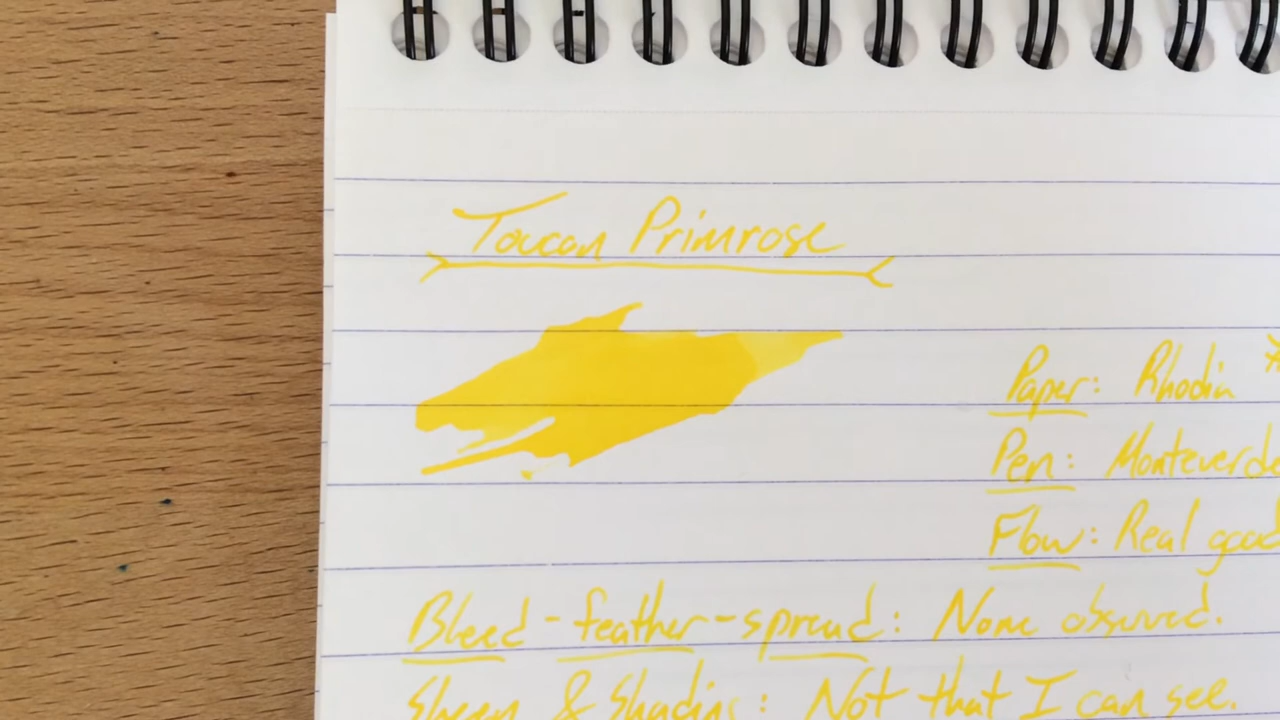 Toucan Primrose
Paper: Rhodia
Pen: Monteverde
Flow: Real good
Bleed-feather-spread: None observed.
Sheen & Shading: Not that I can see.